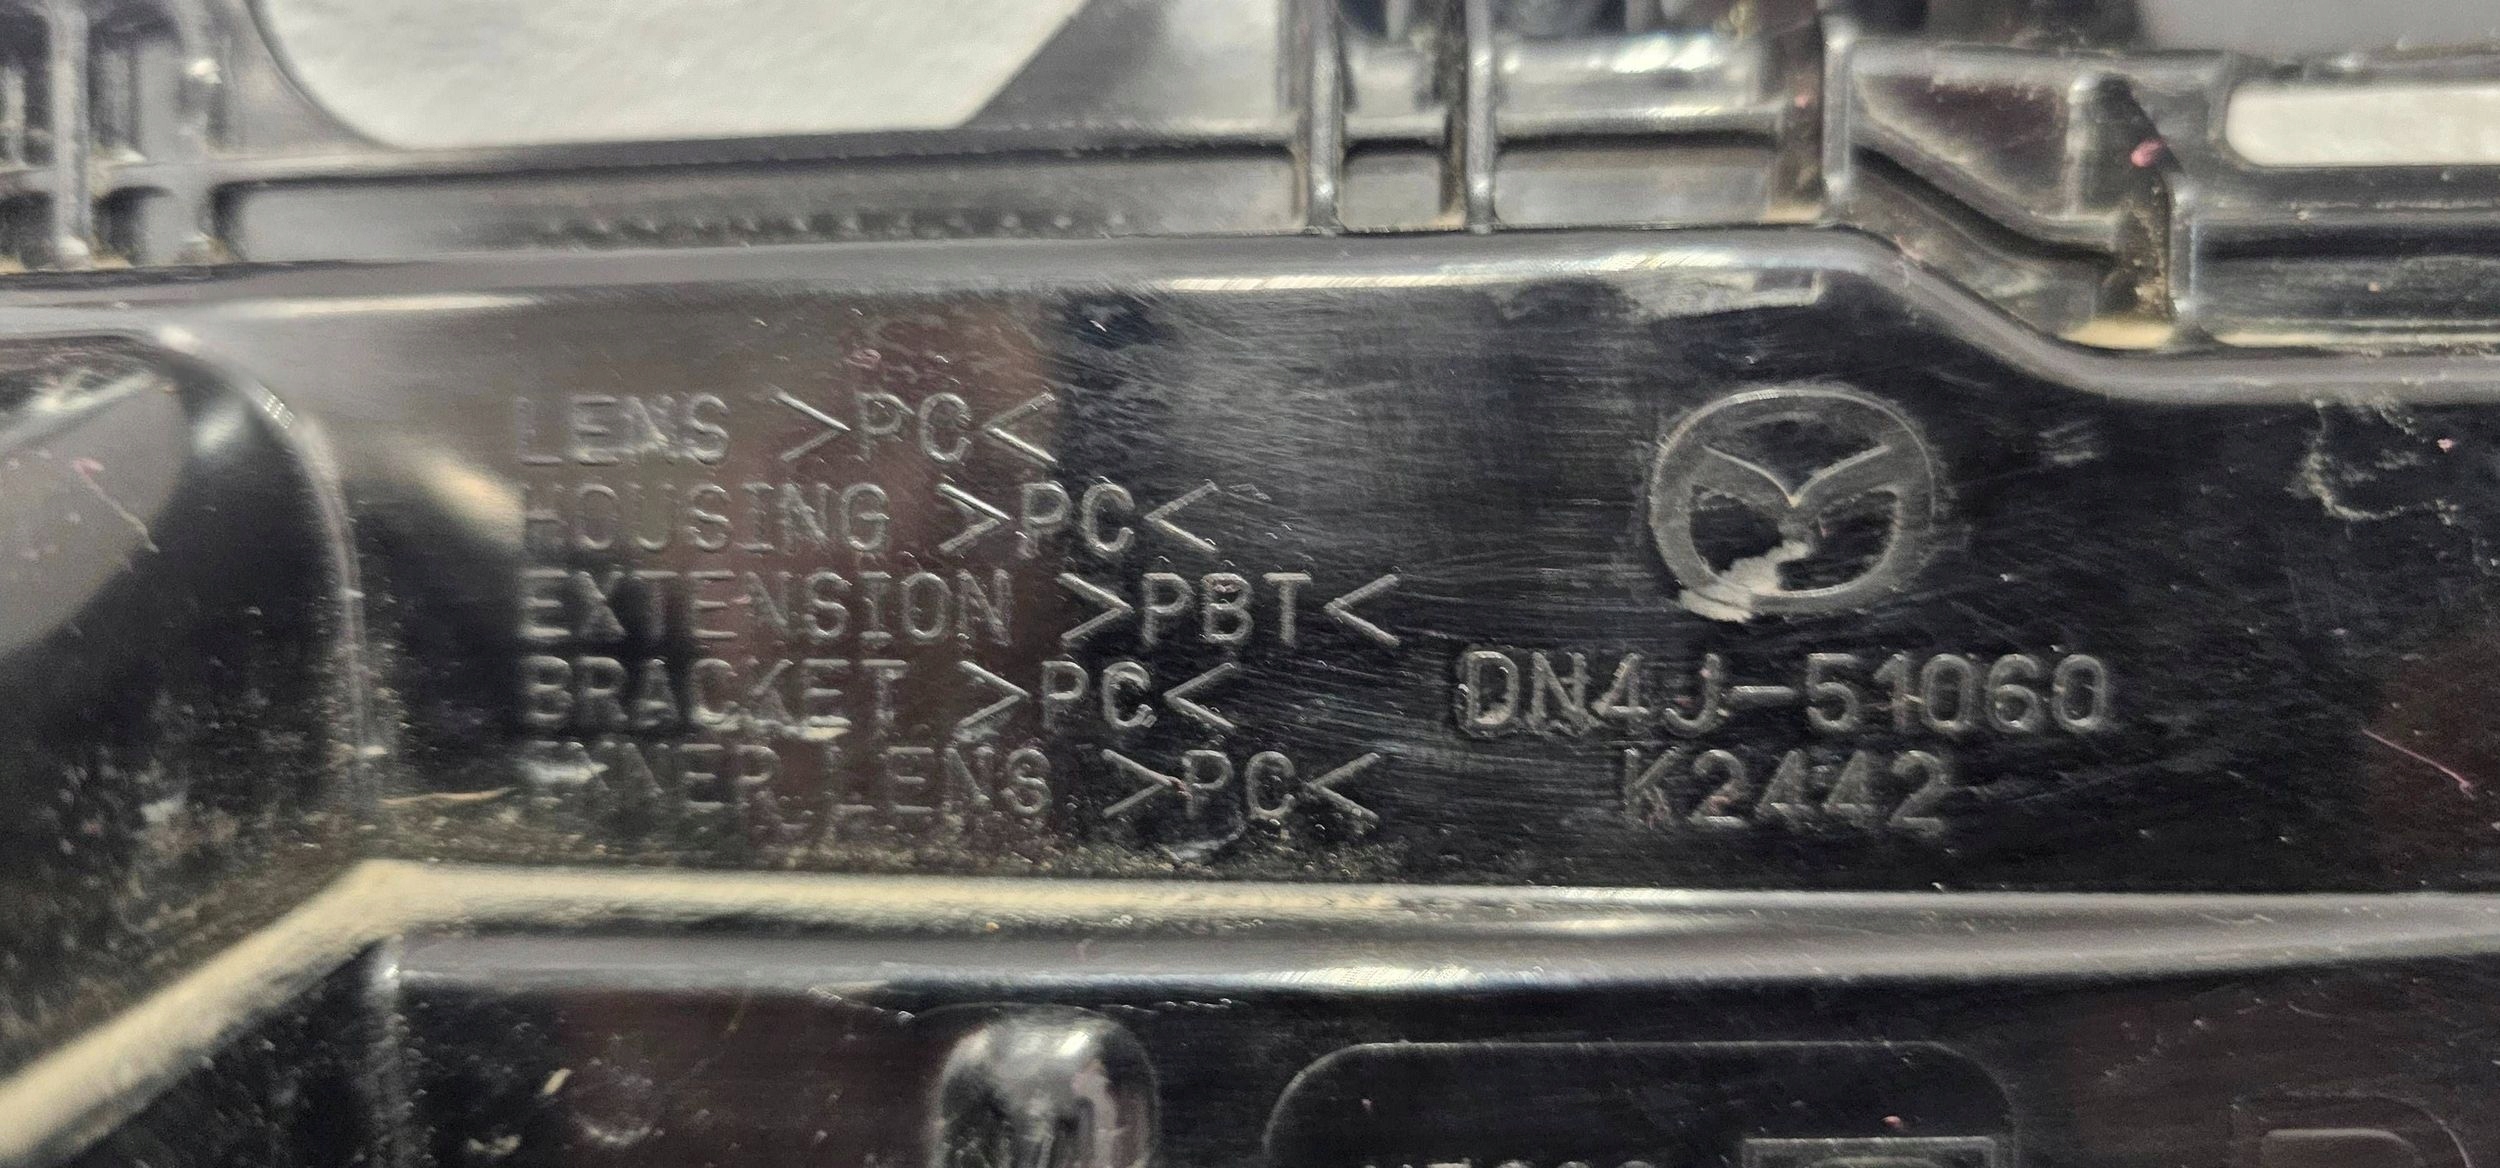 LENS >PC<
HOUSING >PC<
EXTENSION >PBT<
BRACKET >PC<
INNER LENS >PC<
DN4J-51060
K2442